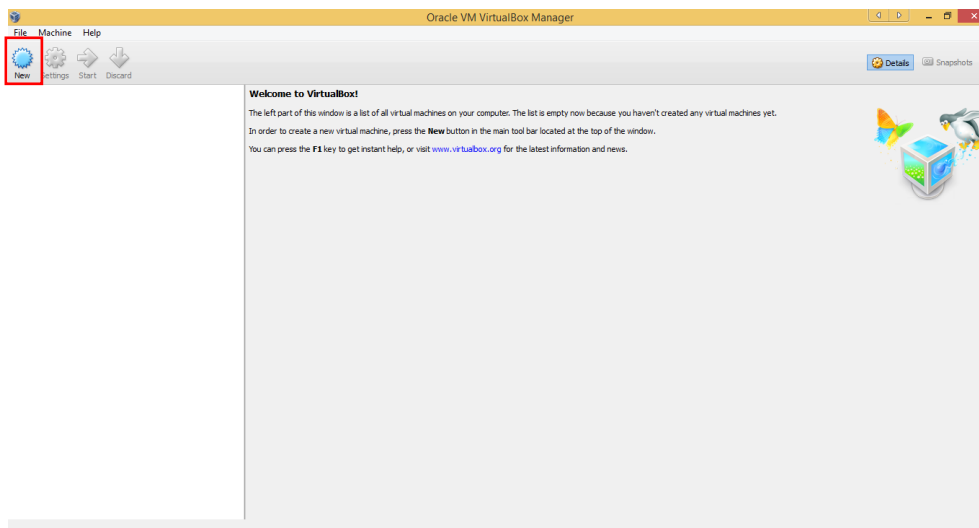 Oracle VM VirtualBox Manager
File Machine Help
New Settings Start Discard
Details Snapshots
Welcome to VirtualBox!
The left part of this window is a list of all virtual machines on your computer. The list is empty now because you haven't created any virtual machines yet.
In order to create a new virtual machine, press the New button in the main tool bar located at the top of the window.
You can press the F1 key to get instant help, or visit www.virtualbox.org for the latest information and news.